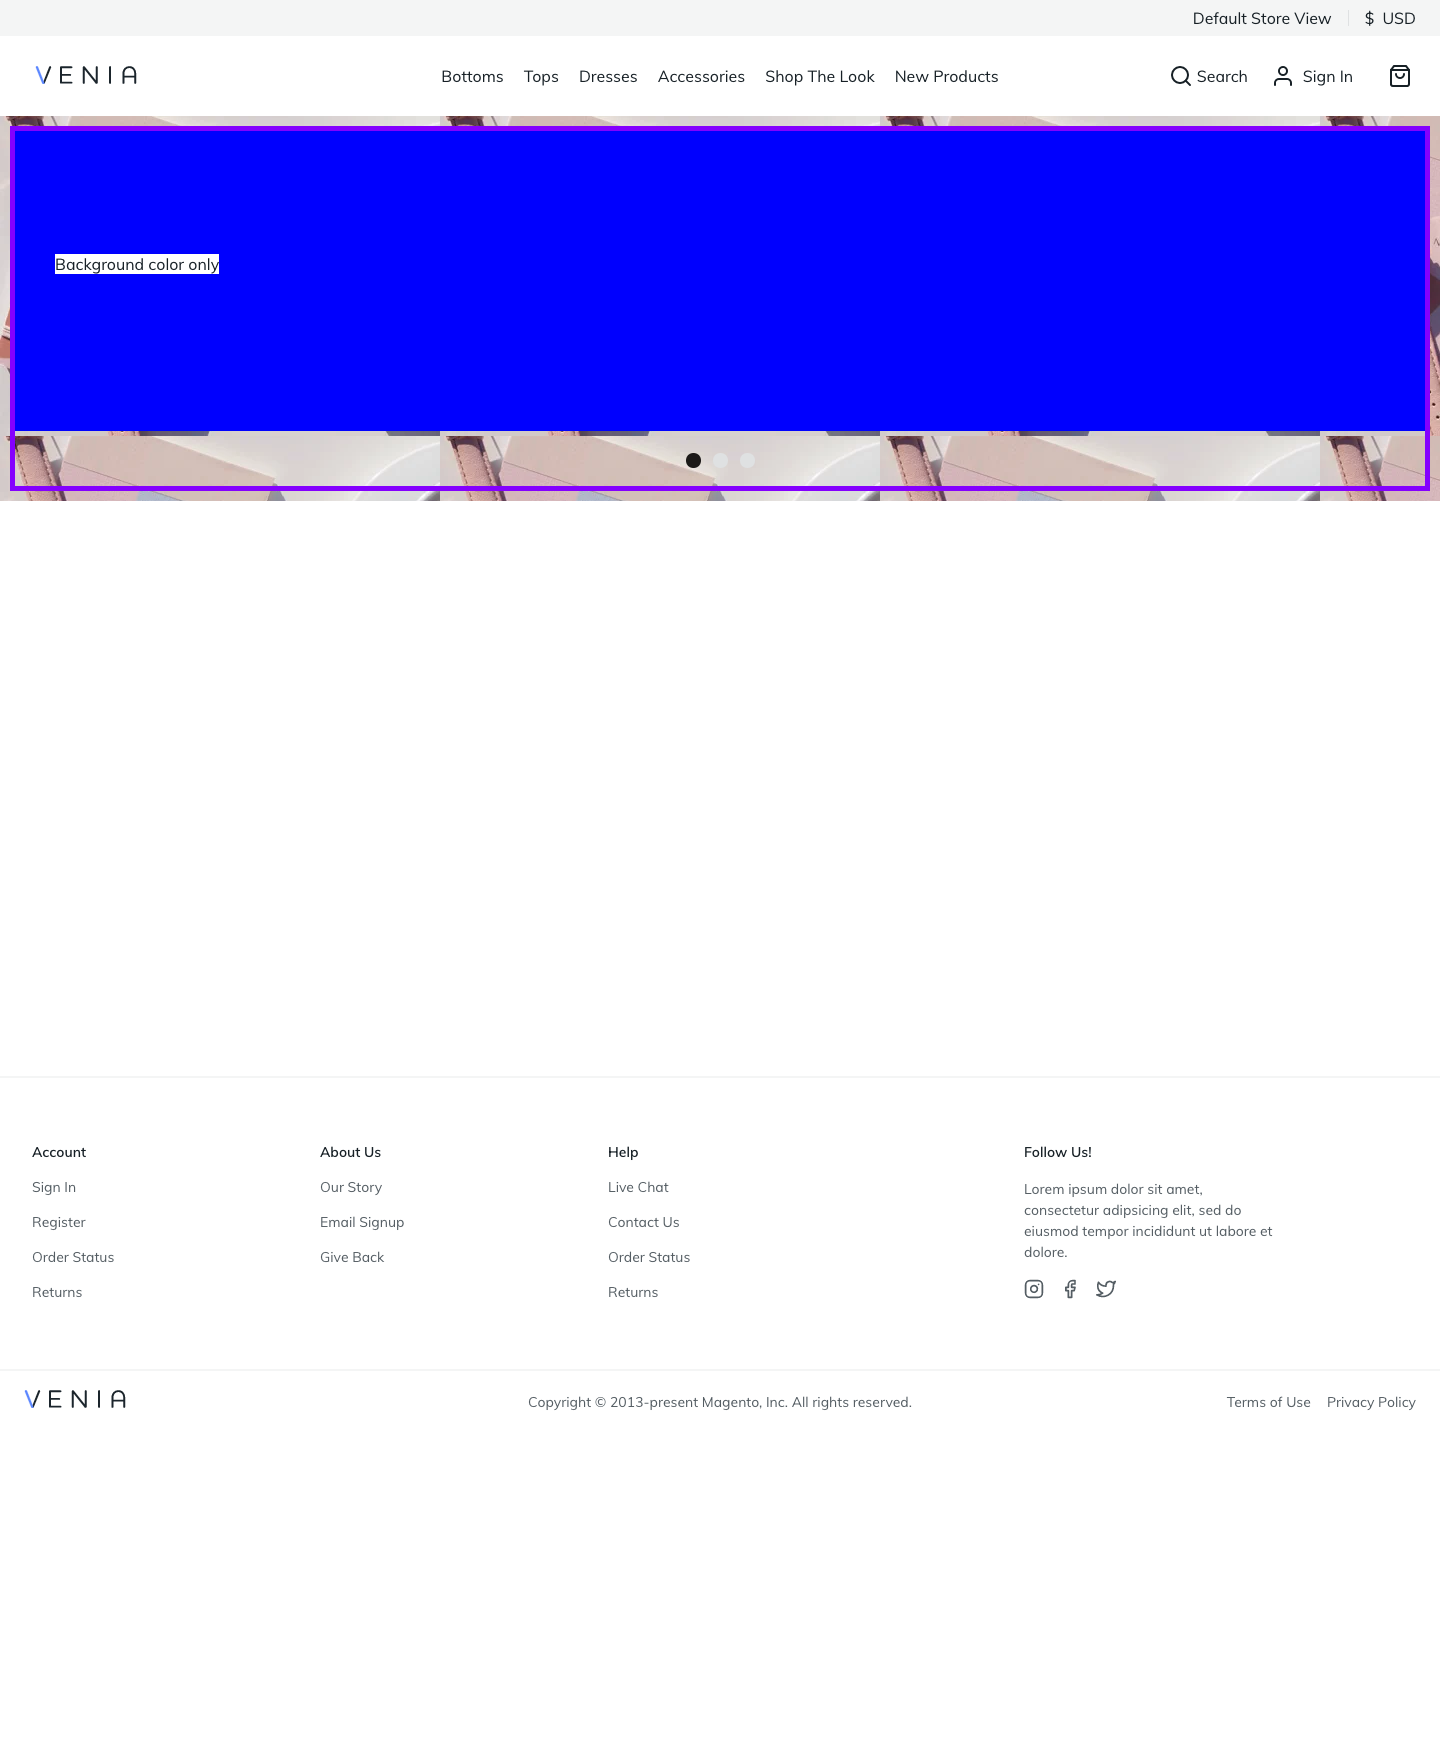 Default Store View
$ USD
VENIA
Bottoms Tops Dresses Accessories Shop The Look New Products
Search
Sign In
Background color only
Account
Sign In
Register
Order Status
Returns
About Us
Our Story
Email Signup
Give Back
Help
Live Chat
Contact Us
Order Status
Returns
Follow Us!
Lorem ipsum dolor sit amet,
consectetur adipsicing elit, sed do
eiusmod tempor incididunt ut labore et
dolore.
VENIA
Copyright © 2013-present Magento, Inc. All rights reserved.
Terms of Use Privacy Policy